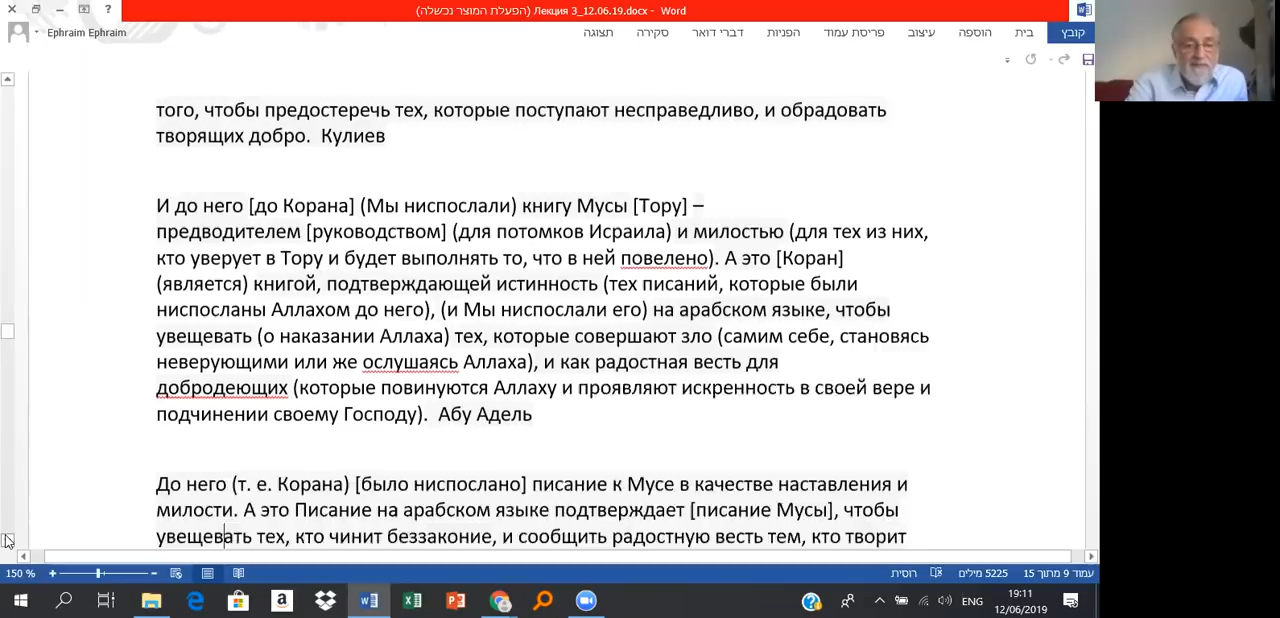 (הפעלת המוצר נכשלה) Лекция 3_12.06.19.docx - Word
Ephraim Ephraim
קובץ בית הוספה עיצוב פריסת עמוד הפניות דברי דואר סקירה תצוגה
того, чтобы предостеречь тех, которые поступают несправедливо, и обрадовать
творящих добро. Кулиев
И до него [до Корана] (Мы ниспослали) книгу Мусы [Тору] –
предводителем [руководством] (для потомков Исраила) и милостью (для тех из них,
кто уверует в Тору и будет выполнять то, что в ней повелено). А это [Коран]
(является) книгой, подтверждающей истинность (тех писаний, которые были
ниспосланы Аллахом до него), (и Мы ниспослали его) на арабском языке, чтобы
увещевать (о наказании Аллаха) тех, которые совершают зло (самим себе, становясь
неверующими или же ослушаясь Аллаха), и как радостная весть для
добродеющих (которые повинуются Аллаху и проявляют искренность в своей вере и
подчинении своему Господу). Абу Адель
До него (т. е. Корана) [было ниспослано] писание к Мусе в качестве наставления и
милости. А это Писание на арабском языке подтверждает [писание Мусы], чтобы
увещевать тех, кто чинит беззаконие, и сообщить радостную весть тем, кто творит
עמוד 9 מתוך 15 5225 מילים רוסית
150 %
ENG
19:11
12/06/2019